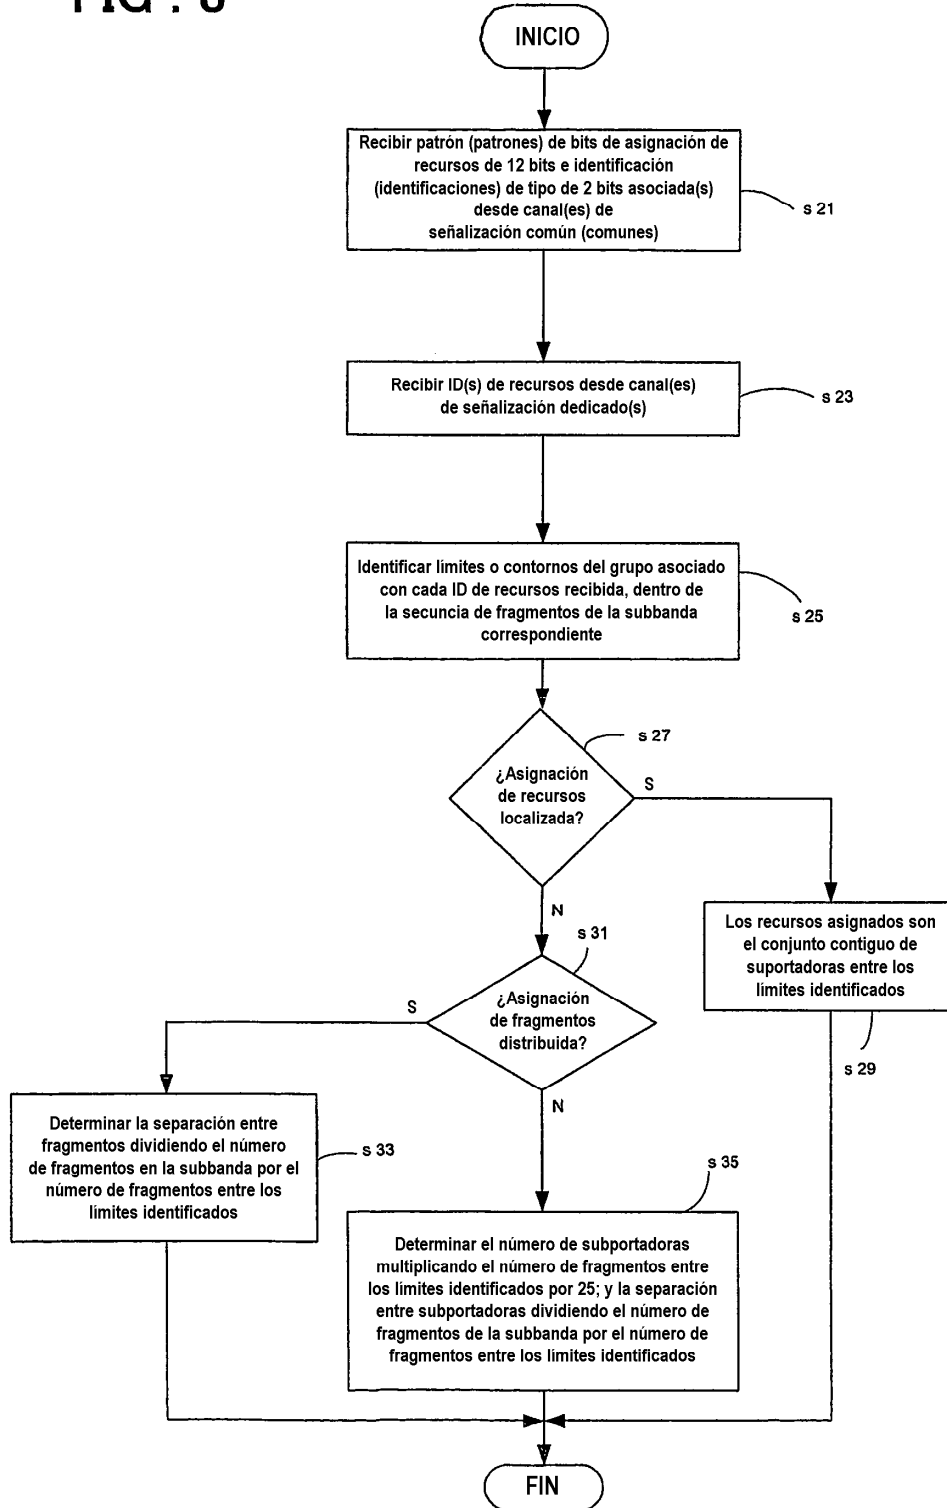 INICIO
Recibir patrón (patrones) de bits de asignación de
recursos de 12 bits e identificación
(identificaciones) de tipo de 2 bits asociada(s)
desde canal(es) de
señalización común (comunes)
s 21
Recibir ID(s) de recursos desde canal(es)
de señalización dedicado(s)
s 23
Identificar límites o contornos del grupo asociado
con cada ID de recursos recibida, dentro de
la secuncia de fragmentos de la subbanda
correspondiente
s 25
s 27
¿Asignación
de recursos
localizada?
S
N
Los recursos asignados son
el conjunto contiguo de
suportadoras entre los
límites identificados
s 29
s 31
¿Asignación
de fragmentos
distribuida?
S
N
Determinar la separación entre
fragmentos dividiendo el número
de fragmentos en la subbanda por el
número de fragmentos entre los
límites identificados
s 33
s 35
Determinar el número de subportadoras
multiplicando el número de fragmentos entre
los límites identificados por 25; y la separación
entre subportadoras dividiendo el número de
fragmentos de la subbanda por el número de
fragmentos entre los límites identificados
FIN